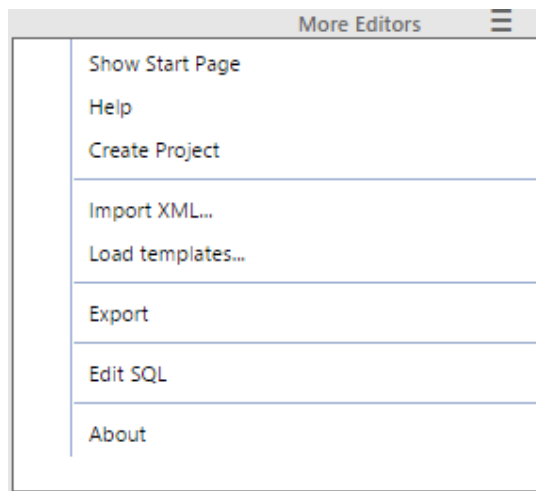 More Editors
Show Start Page
Help
Create Project
Import XML...
Load templates...
Export
Edit SQL
About